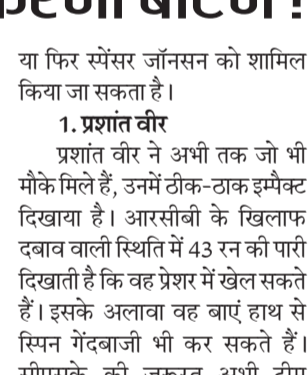 या फिर स्पेंसर जॉनसन को शामिल
किया जा सकता है।
1. प्रशांत वीर
प्रशांत वीर ने अभी तक जो भी
मौके मिले हैं, उनमें ठीक-ठाक इम्पैक्ट
दिखाया है। आरसीबी के खिलाफ
दबाव वाली स्थिति में 43 रन की पारी
दिखाती है कि वह प्रेशर में खेल सकते
हैं। इसके अलावा वह बाएं हाथ से
स्पिन गेंदबाजी भी कर सकते हैं।